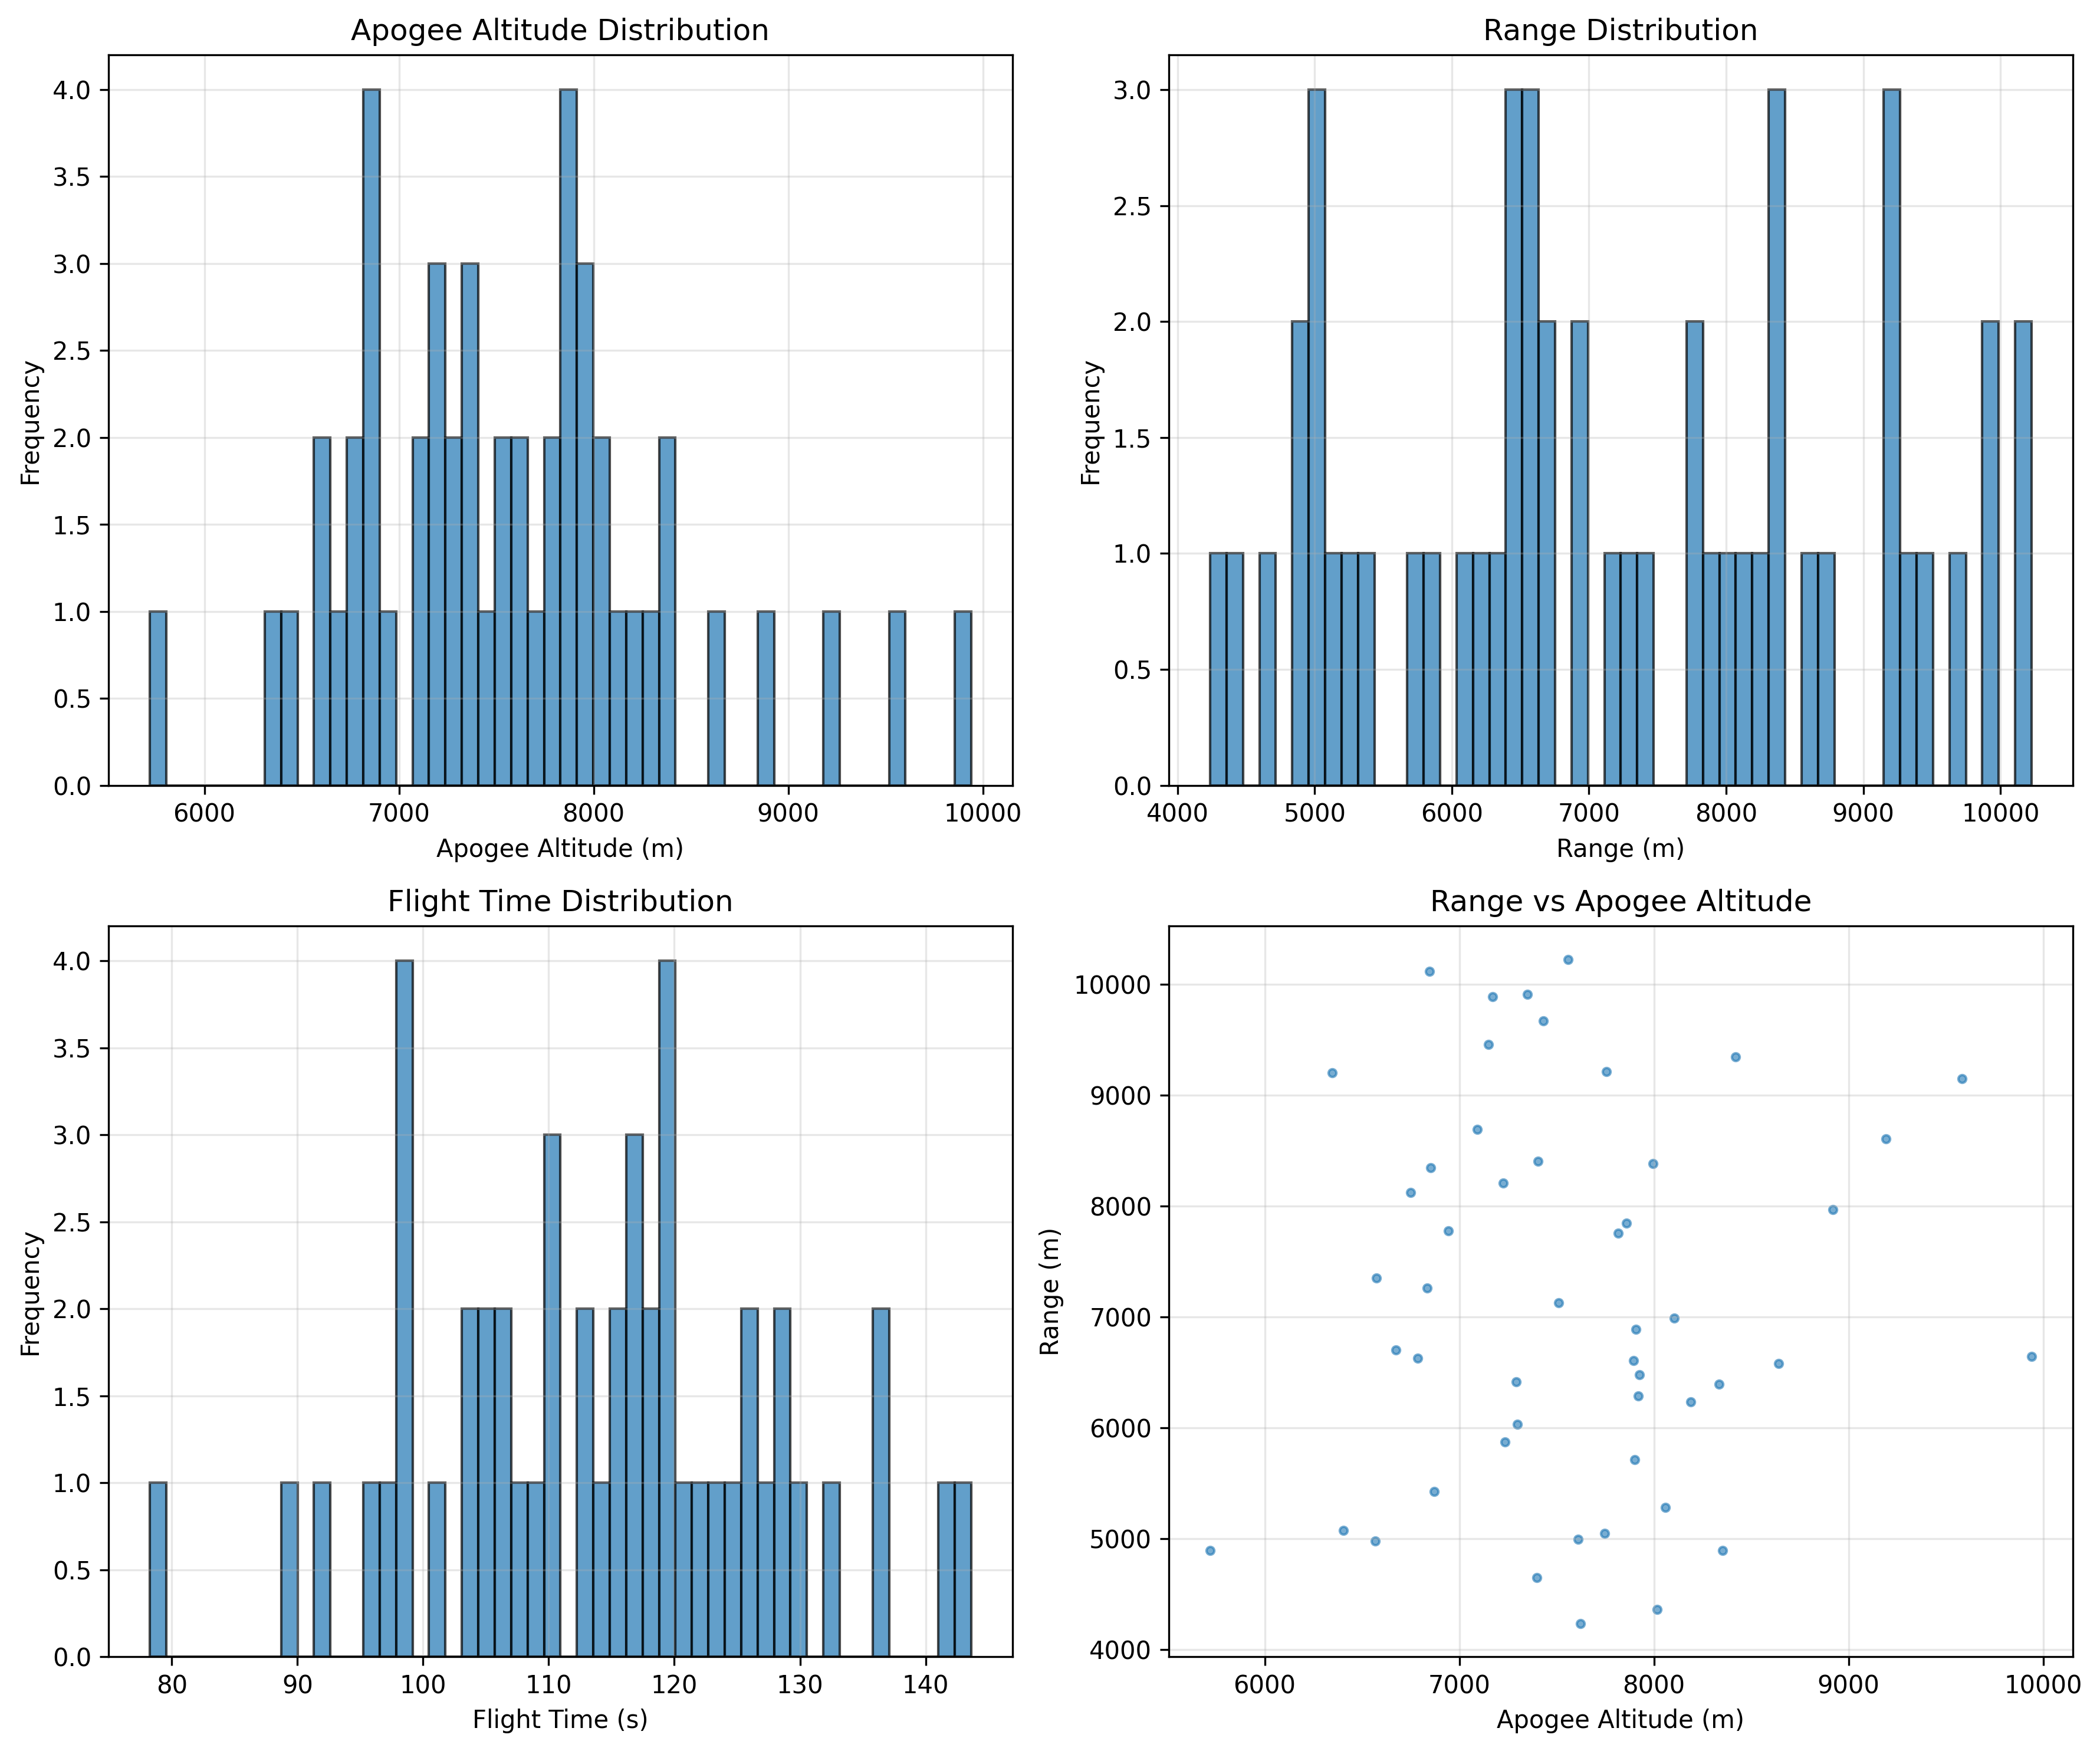 Apogee Altitude Distribution
4.0
3.5
3.0
2.5
2.0
1.5
1.0
0.5
0.0
Frequency
6000 7000 8000 9000 10000
Apogee Altitude (m)
Range Distribution
3.0
2.5
2.0
1.5
1.0
0.5
0.0
Frequency
4000 5000 6000 7000 8000 9000 10000
Range (m)
Flight Time Distribution
4.0
3.5
3.0
2.5
2.0
1.5
1.0
0.5
0.0
Frequency
80 90 100 110 120 130 140
Flight Time (s)
Range vs Apogee Altitude
10000
9000
8000
7000
6000
5000
4000
Range (m)
6000 7000 8000 9000 10000
Apogee Altitude (m)